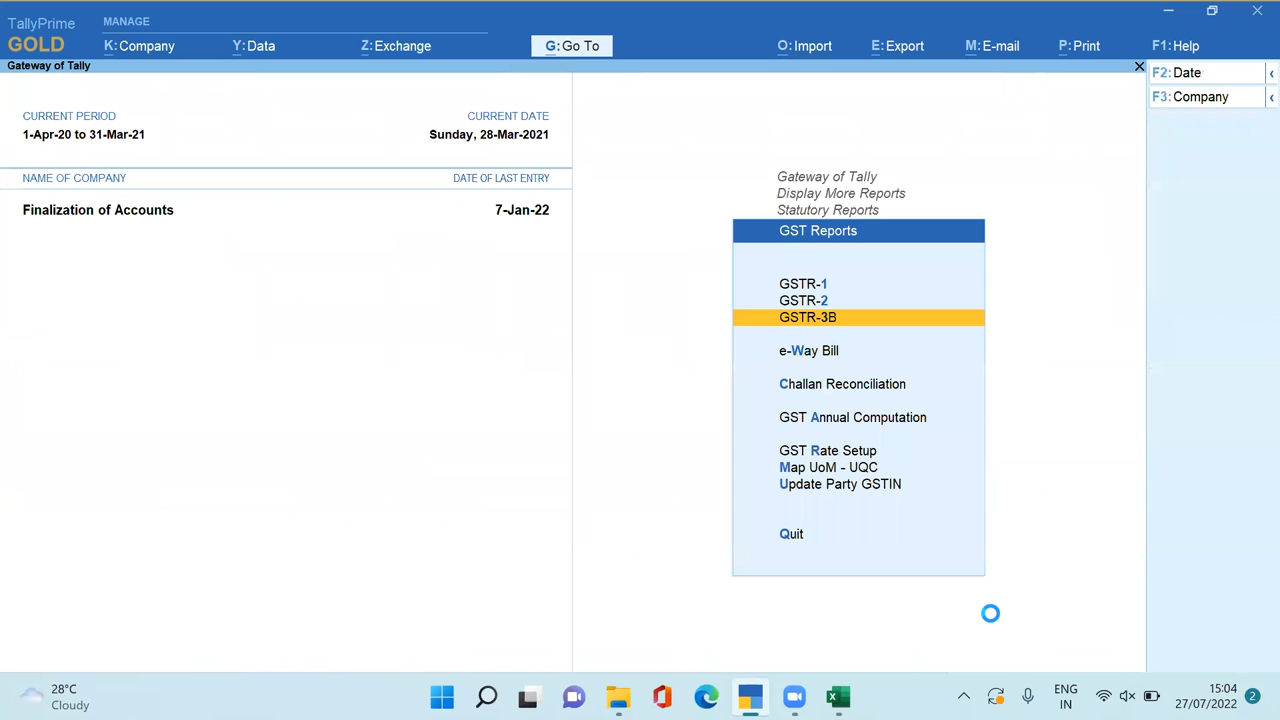 TallyPrime
GOLD
MANAGE
K:Company
Y:Data
Z:Exchange
G:Go To
O:Import
E:Export
M:E-mail
P:Print
F1:Help
Gateway of Tally
F2:Date
F3:Company
CURRENT PERIOD
CURRENT DATE
1-Apr-20 to 31-Mar-21
Sunday, 28-Mar-2021
NAME OF COMPANY
DATE OF LAST ENTRY
Finalization of Accounts
7-Jan-22
Gateway of Tally
Display More Reports
Statutory Reports
GST Reports
GSTR-1
GSTR-2
GSTR-3B
e-Way Bill
Challan Reconciliation
GST Annual Computation
GST Rate Setup
Map UoM - UQC
Update Party GSTIN
Quit
28°C
Cloudy
ENG
IN
15:04
27/07/2022
2